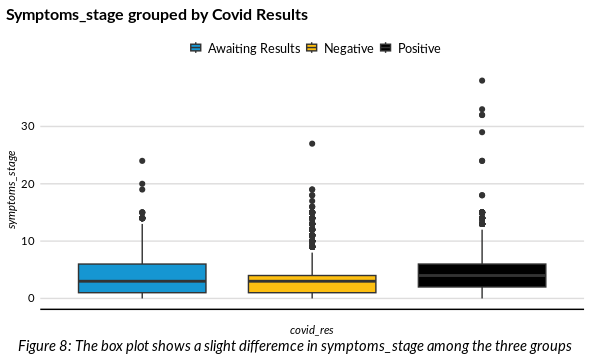 Symptoms_stage grouped by Covid Results
Awaiting Results Negative Positive
30
20
10
0
symptoms_stage
covid_res
Figure 8: The box plot shows a slight differemce in symptoms_stage among the three groups